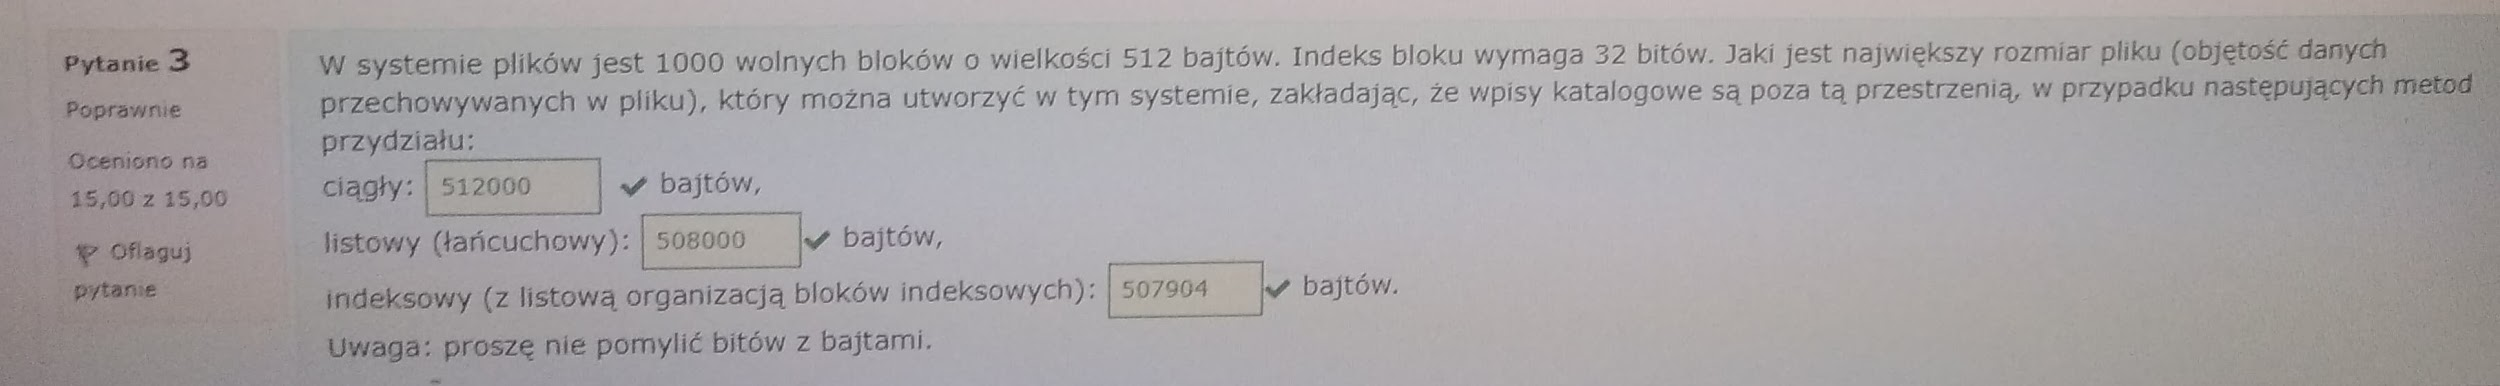 Pytanie 3
Poprawnie
Oceniono na
15,00 z 15,00
Oflaguj
pytanie
W systemie plików jest 1000 wolnych bloków o wielkości 512 bajtów. Indeks bloku wymaga 32 bitów. Jaki jest największy rozmiar pliku (objętość danych
przechowywanych w pliku), który można utworzyć w tym systemie, zakładając, że wpisy katalogowe są poza tą przestrzenią, w przypadku następujących metod
przydziału:
ciągły: 512000 ✔ bajtów,
listowy (łańcuchowy): 508000 ✔ bajtów,
indeksowy (z listową organizacją bloków indeksowych): 507904 ✔ bajtów.
Uwaga: proszę nie pomylić bitów z bajtami.